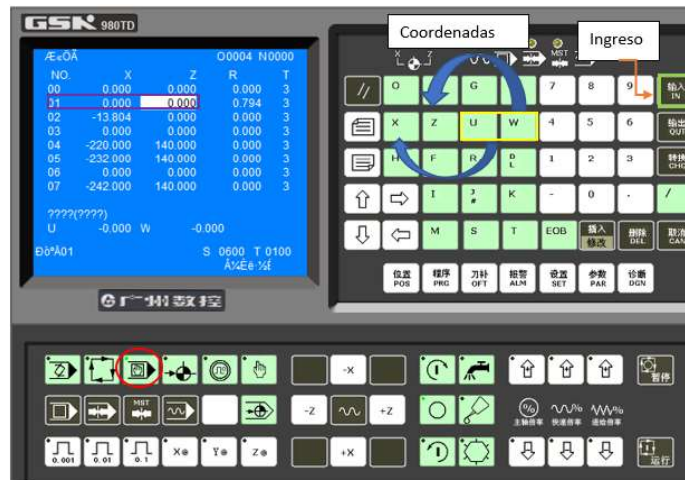 GSK 980TD
Coordenadas
Ingreso
O0004 N0000
NO. X Z R T
00 0.000 0.000 0.000 3
01 0.000 0.000 0.794 3
02 -13.804 0.000 0.000 3
03 0.000 0.000 0.000 3
04 -220.000 140.000 0.000 3
05 -232.000 140.000 0.000 3
06 0.000 0.000 0.000 3
07 -242.000 140.000 0.000 3
????(????)
U -0.000 W -0.000
S 0600 T 0100
广州数控
X Z MST
// O G 7 8 9 输入 IN
X Z U W 4 5 6 输出 OUT
H F R D L 1 2 3 转换 CHG
I J # K - 0 . /
M S T EOB 插入 修改 删除 DEL 取消 CAN
位置 POS 程序 PRG 刀补 OFT 报警 ALM 设置 SET 参数 PAR 诊断 DGN
-X 暂停
MST -Z +Z % 主轴倍率 % 快速倍率 % 进给倍率
0.001 0.01 0.1 X Y Z +X 运行